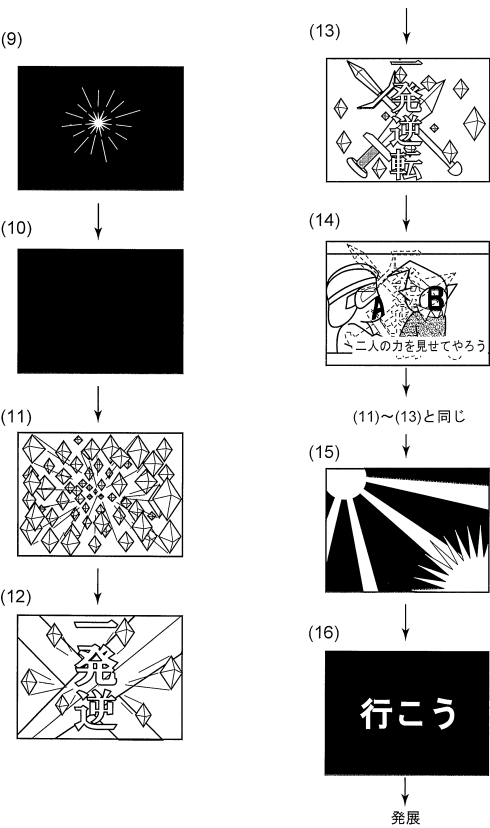 (9)
(10)
(11)
(12)
一発逆
(13)
一発逆転
(14)
A
B
二人の力を見せてやろう
(11)～(13)と同じ
(15)
(16)
行こう
発展